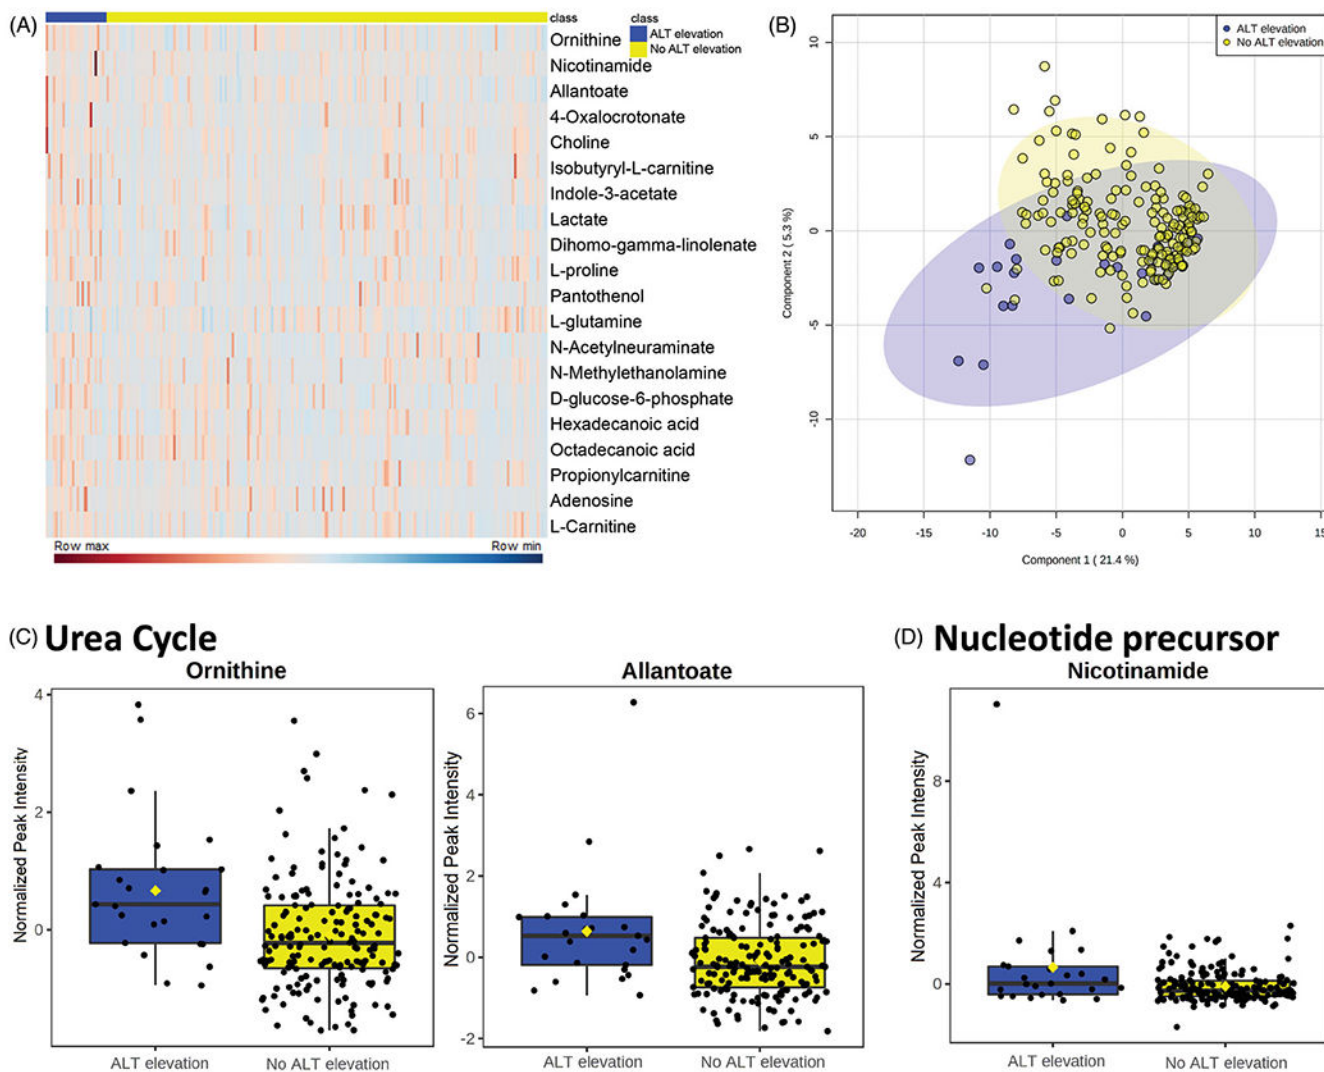 (A)
class
class
ALT elevation
No ALT elevation
Ornithine
Nicotinamide
Allantoate
4-Oxalocrotonate
Choline
Isobutyryl-L-carnitine
Indole-3-acetate
Lactate
Dihomo-gamma-linolenate
L-proline
Pantothenol
L-glutamine
N-Acetylneuraminate
N-Methylethanolamine
D-glucose-6-phosphate
Hexadecanoic acid
Octadecanoic acid
Propionylcarnitine
Adenosine
L-Carnitine
Row max
Row min
(B)
ALT elevation
No ALT elevation
Component 2 ( 5.3 %)
10
5
0
-5
-10
-20
-15
-10
-5
0
5
10
15
Component 1 ( 21.4 %)
(C) Urea Cycle
Ornithine
Normalized Peak Intensity
4
2
0
ALT elevation
No ALT elevation
Allantoate
Normalized Peak Intensity
6
4
2
0
-2
ALT elevation
No ALT elevation
(D) Nucleotide precursor
Nicotinamide
Normalized Peak Intensity
8
4
0
ALT elevation
No ALT elevation